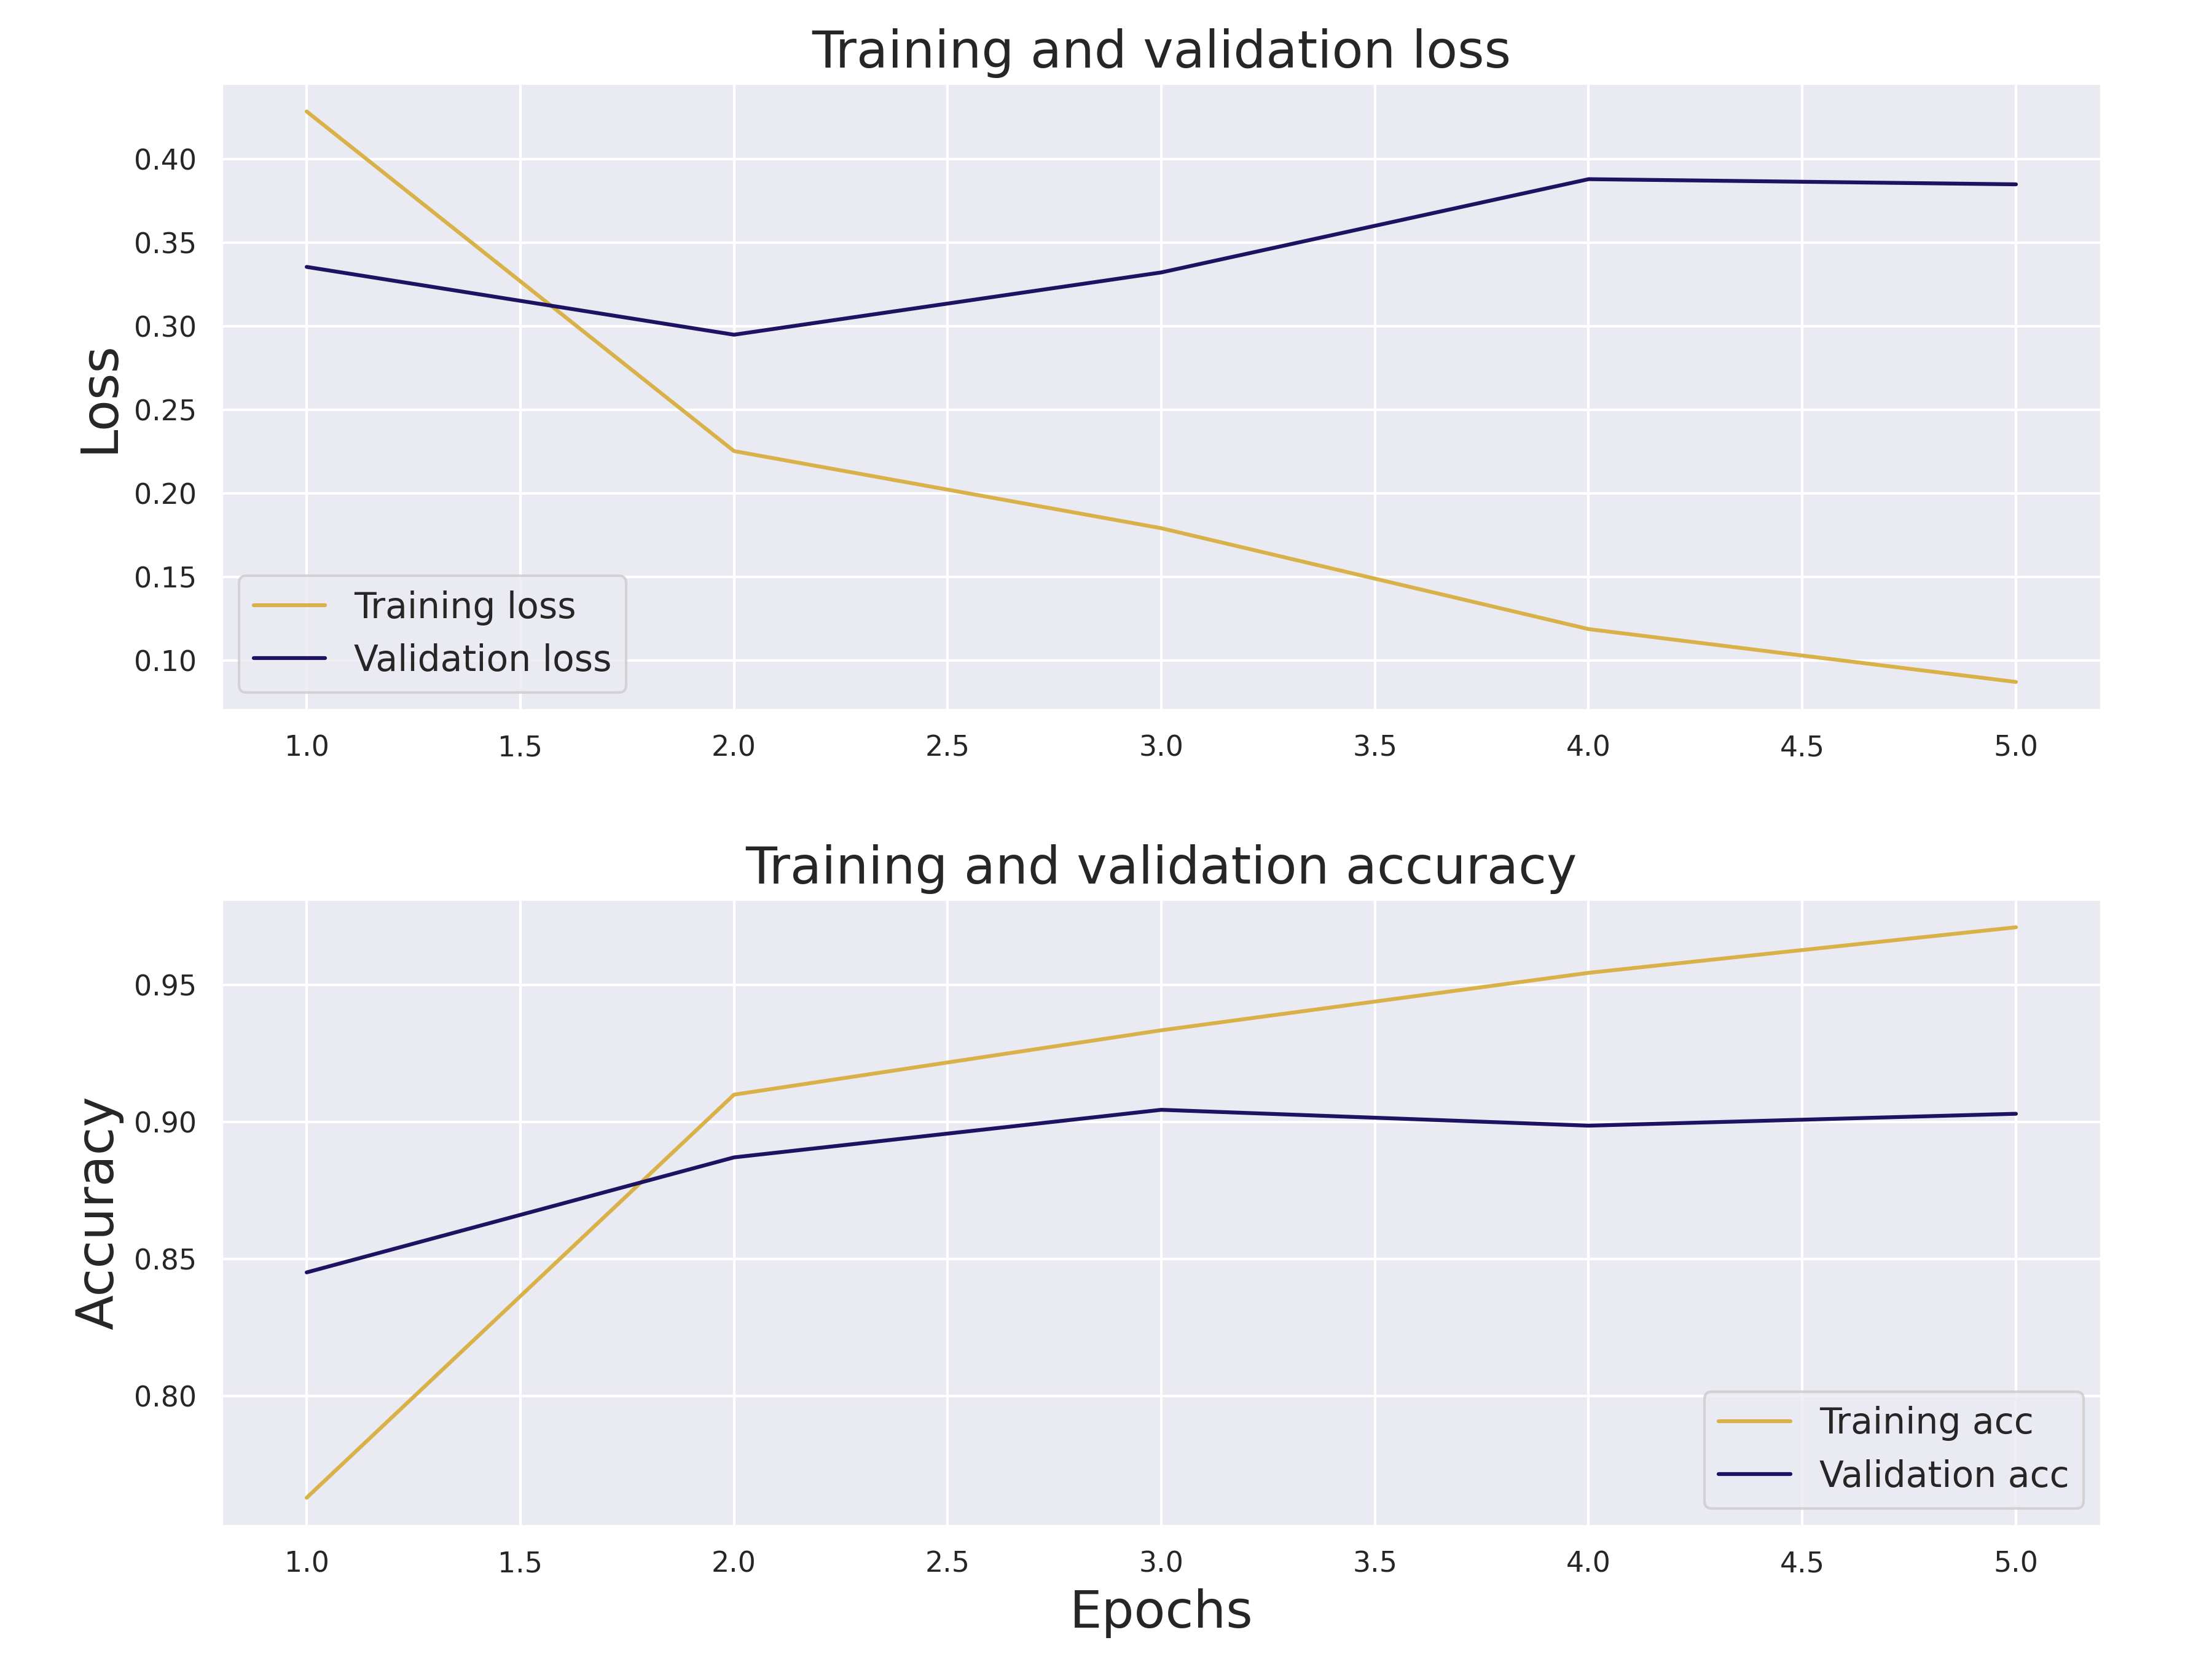 Training and validation loss
0.40
0.35
0.30
0.25
0.20
0.15
0.10
Loss
Training loss
Validation loss
1.0 1.5 2.0 2.5 3.0 3.5 4.0 4.5 5.0
Training and validation accuracy
0.95
0.90
0.85
0.80
Accuracy
Training acc
Validation acc
1.0 1.5 2.0 2.5 3.0 3.5 4.0 4.5 5.0
Epochs